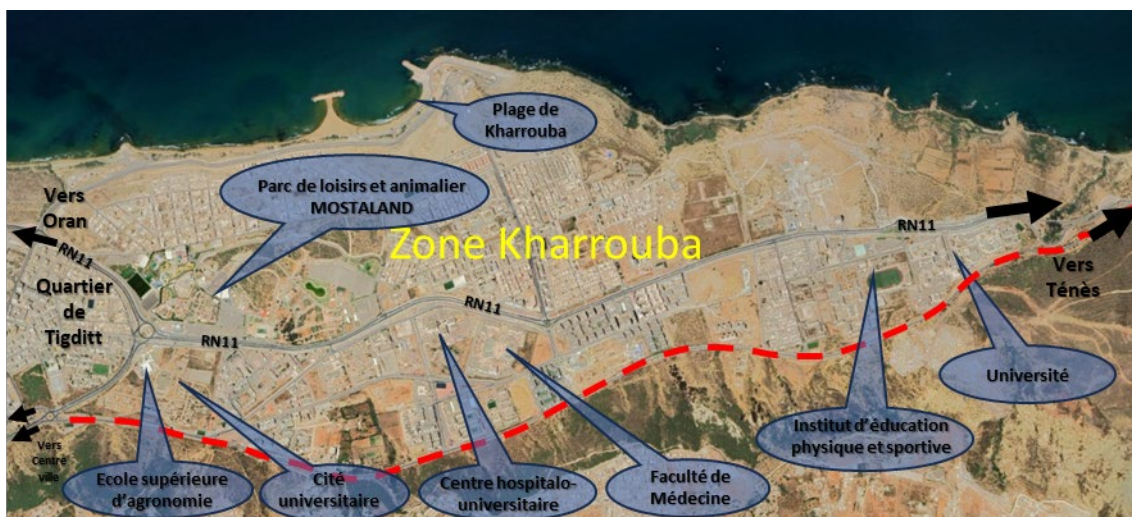 Plage de
Kharrouba
Parc de loisirs et animalier
MOSTALAND
Vers
Oran
RN11
Zone Kharrouba
RN11
Quartier
de
Tigditt
RN11
RN11
Vers
Ténès
Université
Institut d'éducation
physique et sportive
Vers
Centre
ville
Ecole supérieure
d'agronomie
Cité
universitaire
Centre hospitalo-
universitaire
Faculté de
Médecine